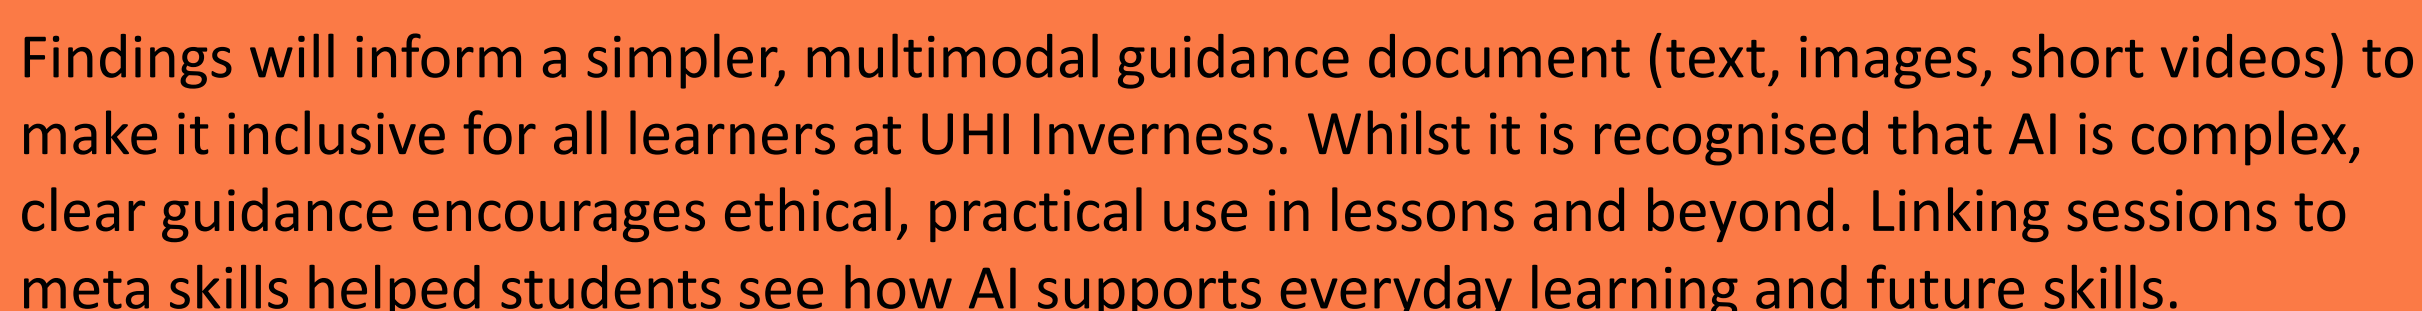 Findings will inform a simpler, multimodal guidance document (text, images, short videos) to
make it inclusive for all learners at UHI Inverness. Whilst it is recognised that AI is complex,
clear guidance encourages ethical, practical use in lessons and beyond. Linking sessions to
meta skills helped students see how AI supports everyday learning and future skills.